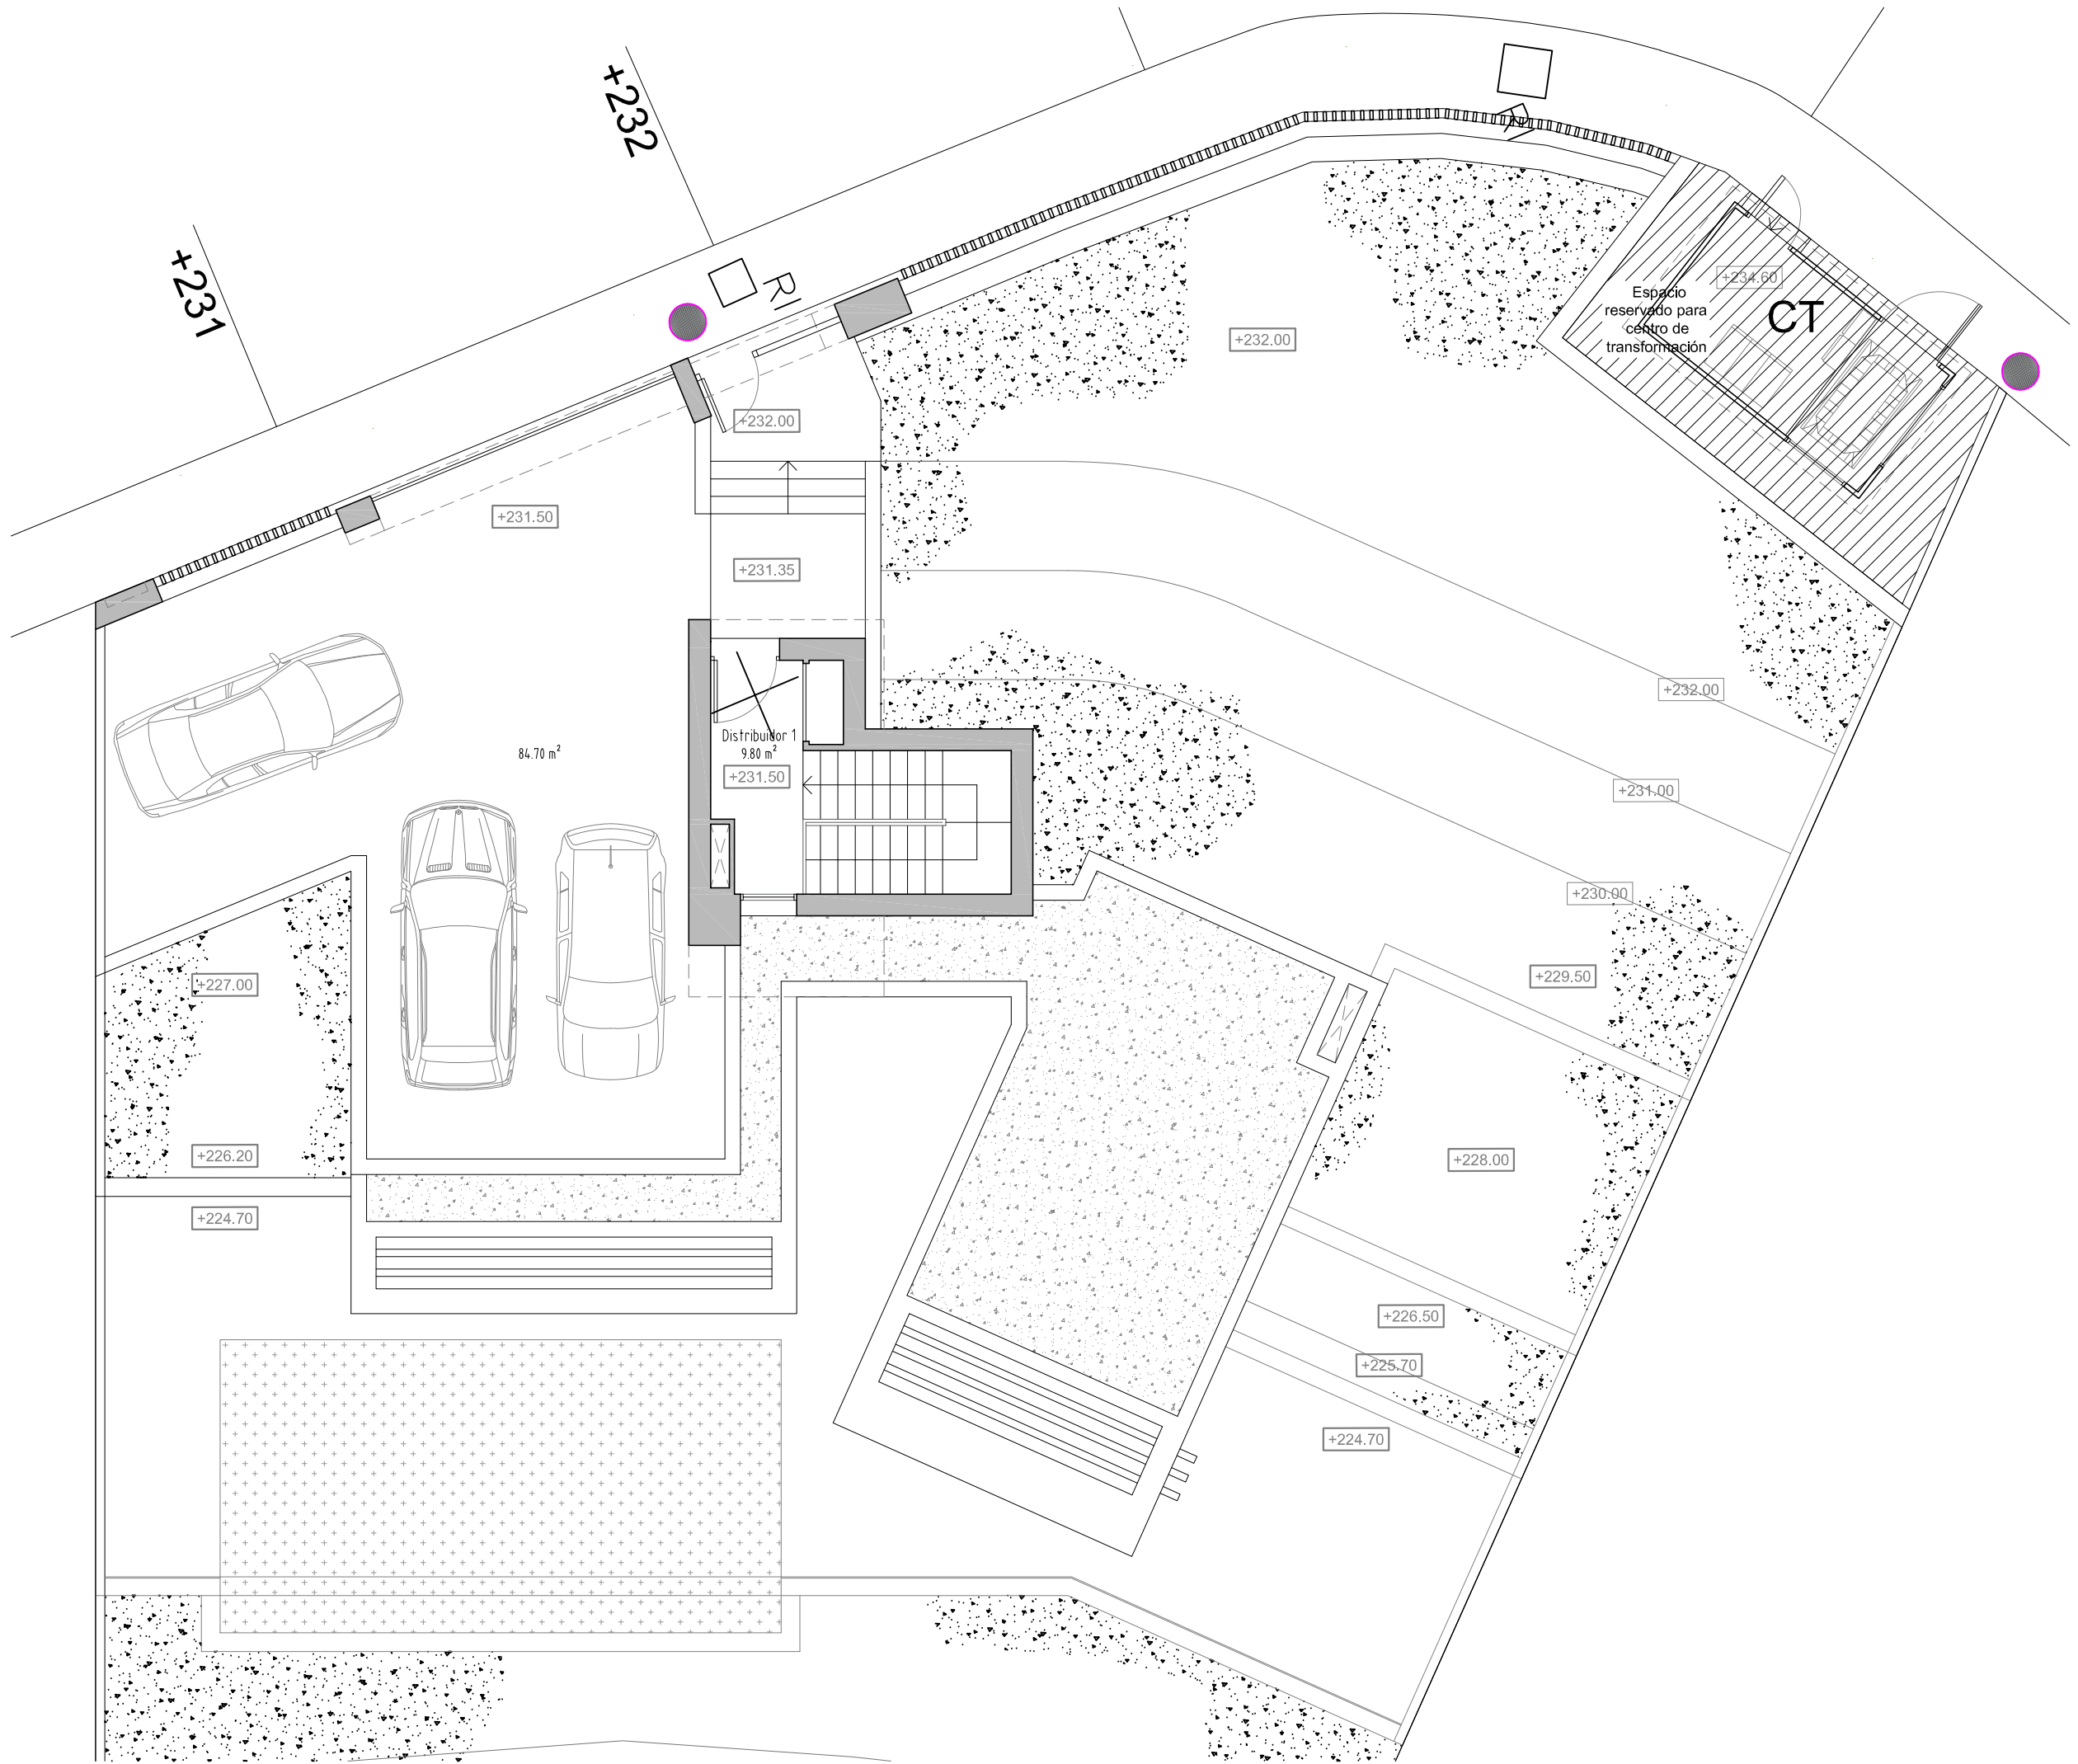 +232
+231
RI
R
+234.60
Espacio
reservado para
centro de
transformación
CT
+232.00
+232.00
+231.50
+231.35
+232.00
Distribuidor 1
9.80 m²
84.70 m²
+231.50
+231.00
+230.00
+227.00
+229.50
+226.20
+228.00
+224.70
+226.50
+225.70
+224.70